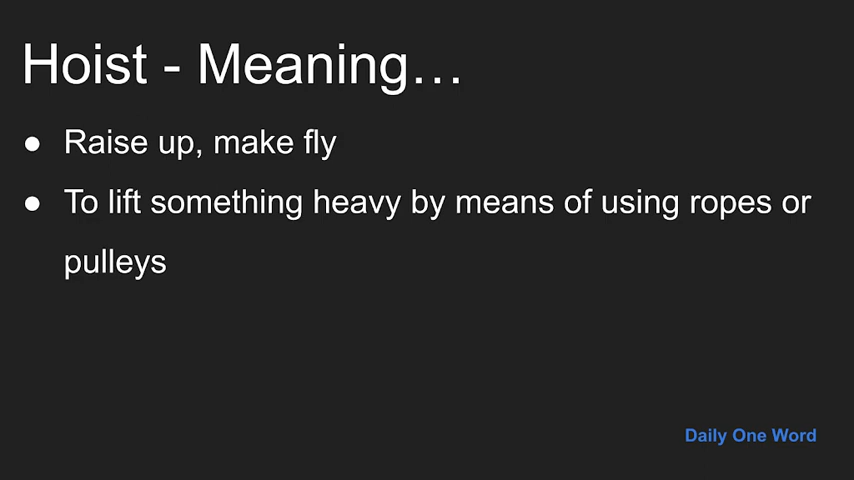 Hoist - Meaning…
● Raise up, make fly
● To lift something heavy by means of using ropes or
pulleys
Daily One Word